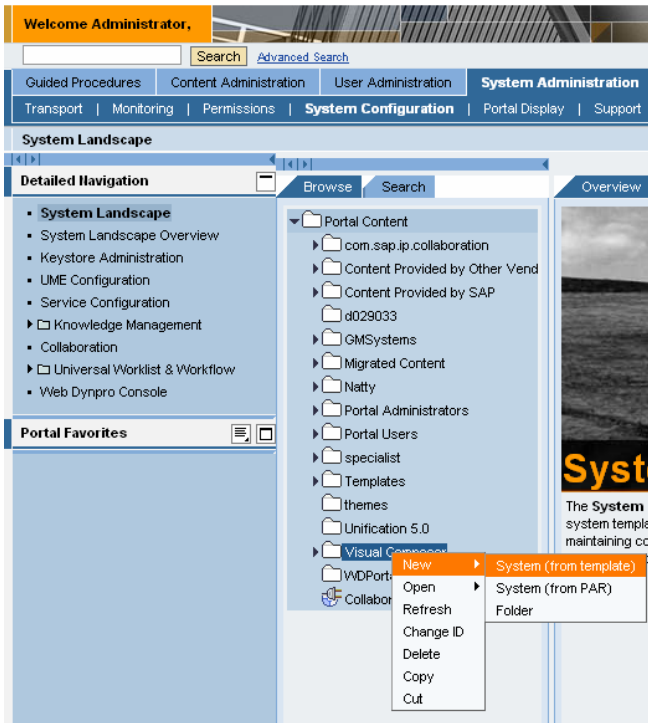 Welcome Administrator,
Search Advanced Search
Guided Procedures Content Administration User Administration System Administration
Transport | Monitoring | Permissions | System Configuration | Portal Display | Support
System Landscape
Detailed Navigation
System Landscape
System Landscape Overview
Keystore Administration
UME Configuration
Service Configuration
Knowledge Management
Collaboration
Universal Worklist & Workflow
Web Dynpro Console
Portal Favorites
Browse Search
Portal Content
com.sap.ip.collaboration
Content Provided by Other Vend
Content Provided by SAP
d029033
GMSystems
Migrated Content
Natty
Portal Administrators
Portal Users
specialist
Templates
themes
Unification 5.0
Visual Composer
WDPort
Collabor
New
Open
Refresh
Change ID
Delete
Copy
Cut
System (from template)
System (from PAR)
Folder
Overview
Syst
The System
system templa
maintaining co